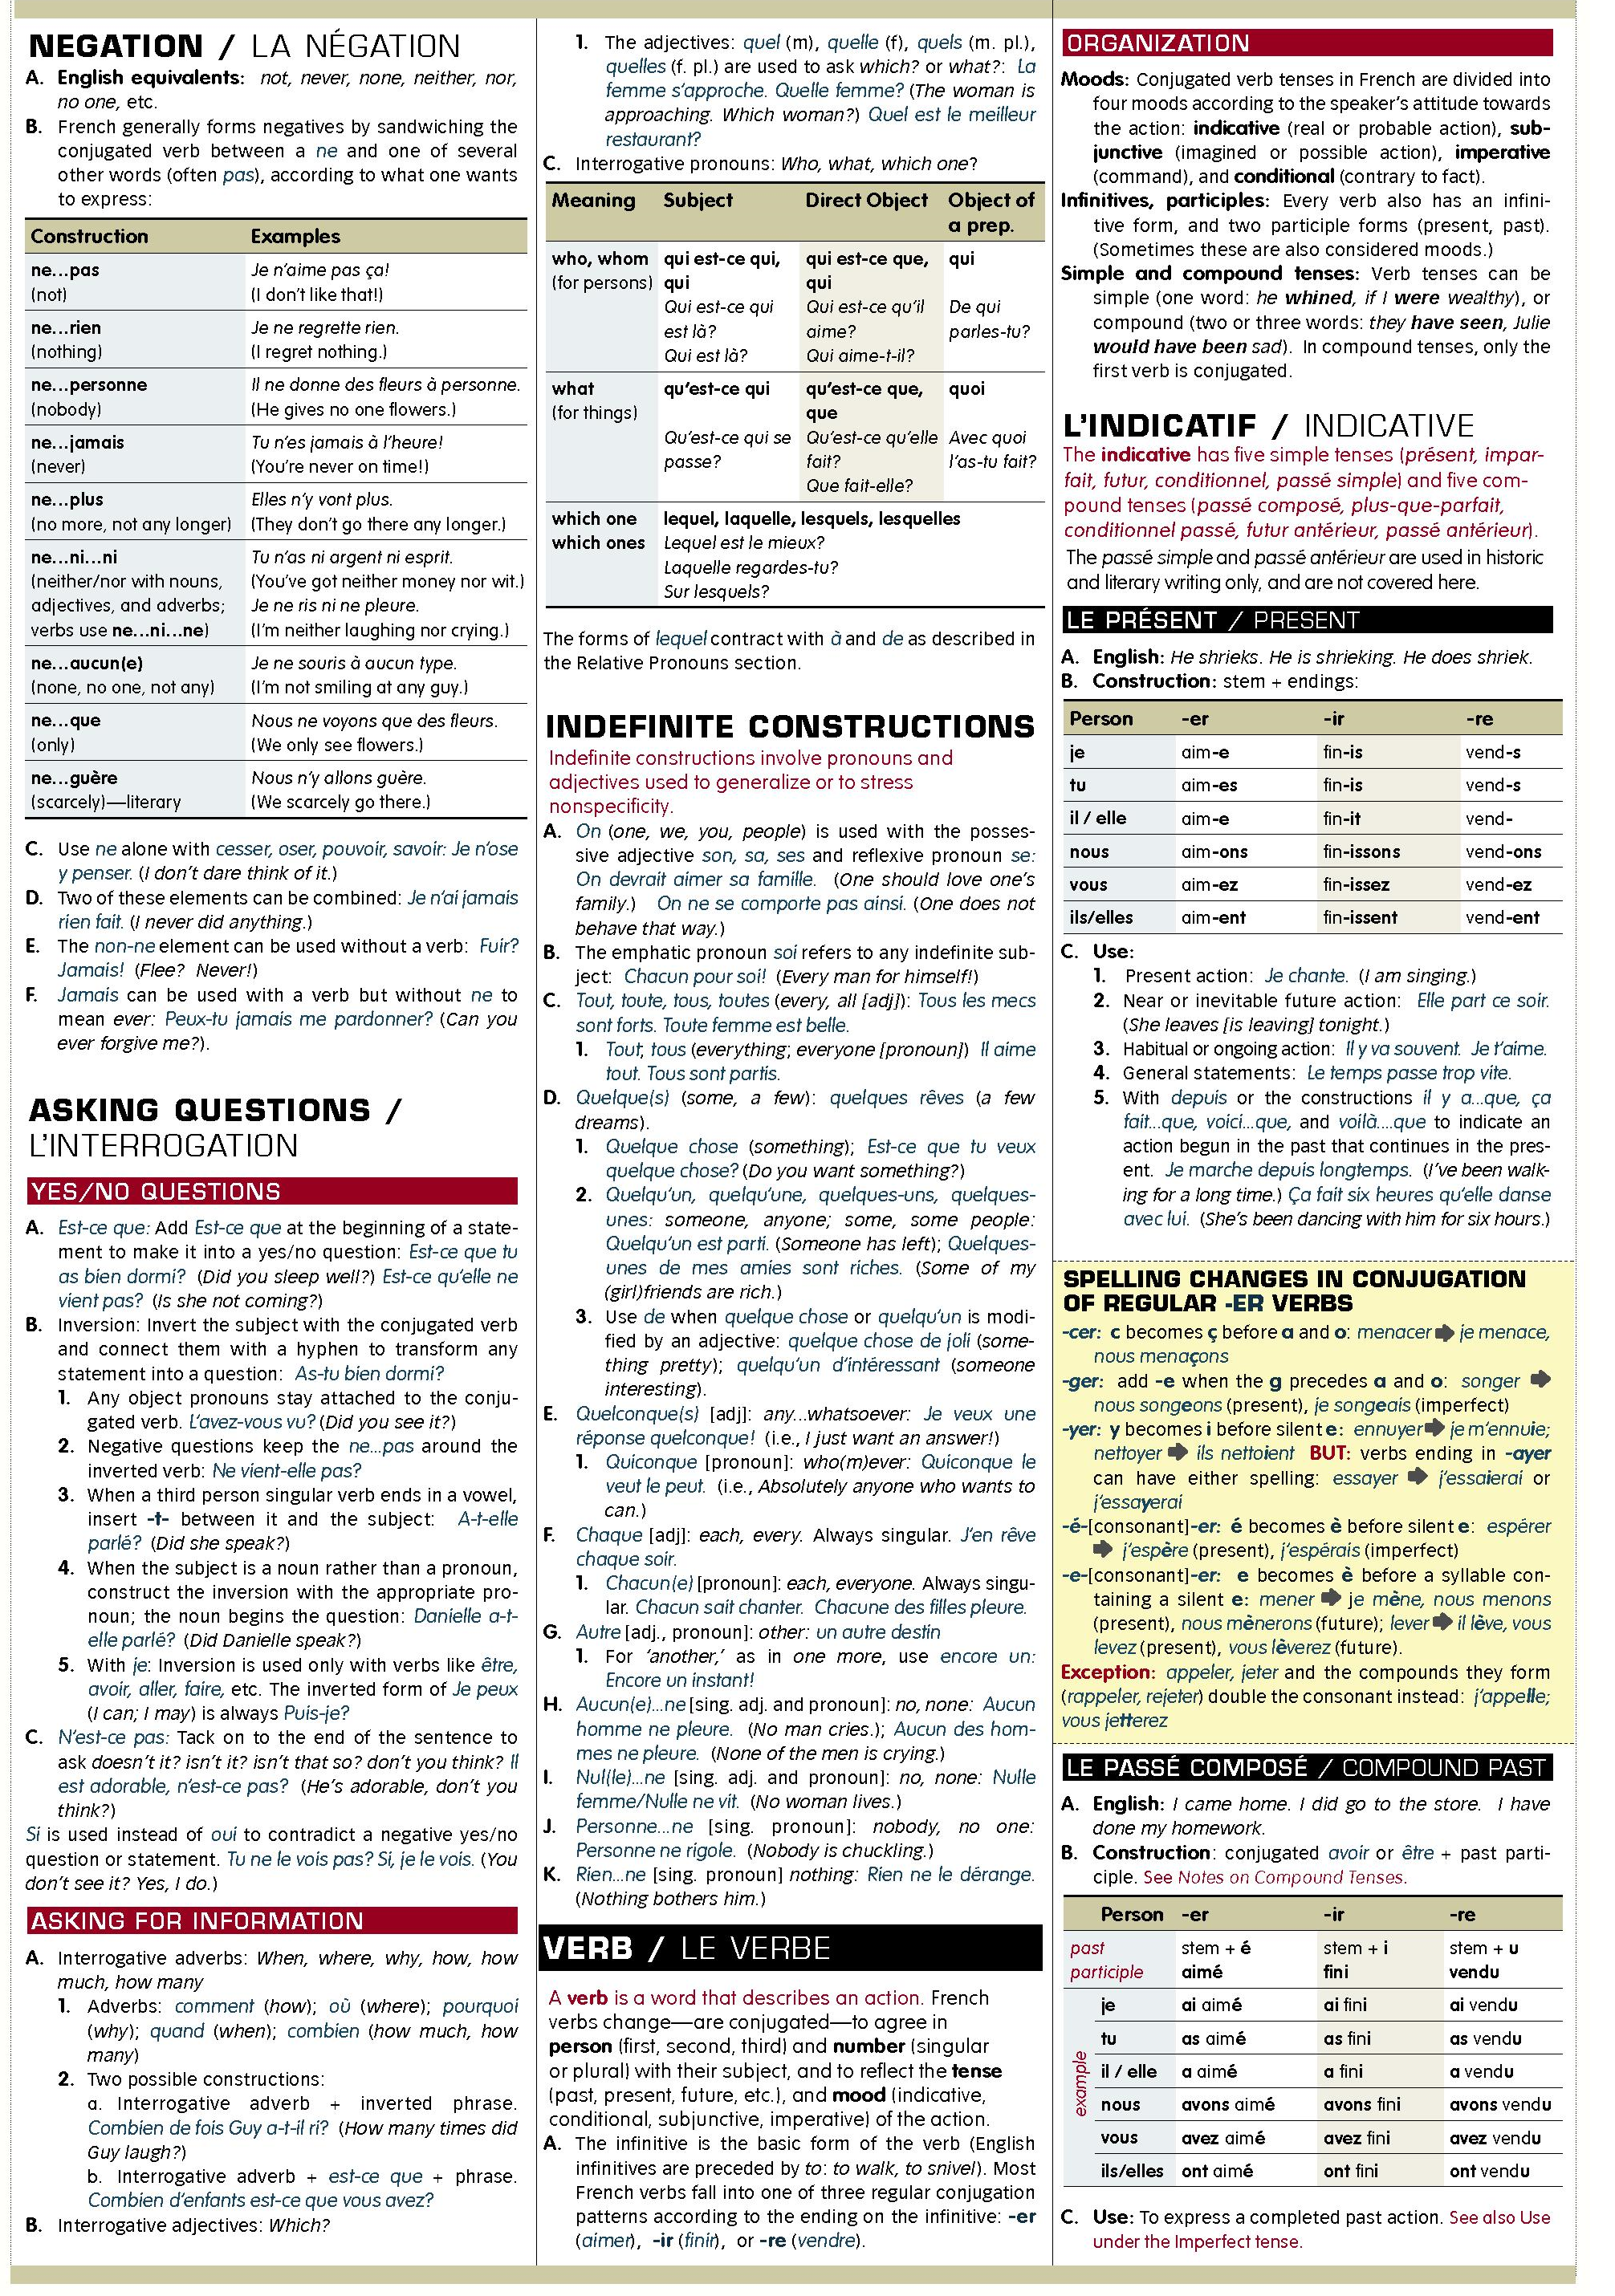 NEGATION / LA NÉGATION
A. English equivalents: not, never, none, neither, nor,
no one, etc.
B. French generally forms negatives by sandwiching the
conjugated verb between a ne and one of several
other words (often pas), according to what one wants
to express:
Construction Examples
ne...pas Je n'aime pas ça!
(not) (I don't like that!)
ne...rien Je ne regrette rien.
(nothing) (I regret nothing.)
ne...personne Il ne donne des fleurs à personne.
(nobody) (He gives no one flowers.)
ne...jamais Tu n'es jamais à l'heure!
(never) (You're never on time!)
ne...plus Elles n'y vont plus.
(no more, not any longer) (They don't go there any longer.)
ne...ni...ni Tu n'as ni argent ni esprit.
(neither/nor with nouns, (You've got neither money nor wit.)
adjectives, and adverbs; Je ne ris ni ne pleure.
verbs use ne...ni...ne) (I'm neither laughing nor crying.)
ne...aucun(e) Je ne souris à aucun type.
(none, no one, not any) (I'm not smiling at any guy.)
ne...que Nous ne voyons que des fleurs.
(only) (We only see flowers.)
ne...guère Nous n'y allons guère.
(scarcely)—literary (We scarcely go there.)
C. Use ne alone with cesser, oser, pouvoir, savoir: Je n'ose
y penser. (I don't dare think of it.)
D. Two of these elements can be combined: Je n'ai jamais
rien fait. (I never did anything.)
E. The non-ne element can be used without a verb: Fuir?
Jamais! (Flee? Never!)
F. Jamais can be used with a verb but without ne to
mean ever: Peux-tu jamais me pardonner? (Can you
ever forgive me?).
ASKING QUESTIONS /
L'INTERROGATION
YES/NO QUESTIONS
A. Est-ce que: Add Est-ce que at the beginning of a state-
ment to make it into a yes/no question: Est-ce que tu
as bien dormi? (Did you sleep well?) Est-ce qu'elle ne
vient pas? (Is she not coming?)
B. Inversion: Invert the subject with the conjugated verb
and connect them with a hyphen to transform any
statement into a question: As-tu bien dormi?
1. Any object pronouns stay attached to the conju-
gated verb. L'avez-vous vu? (Did you see it?)
2. Negative questions keep the ne...pas around the
inverted verb: Ne vient-elle pas?
3. When a third person singular verb ends in a vowel,
insert -t- between it and the subject: A-t-elle
parlé? (Did she speak?)
4. When the subject is a noun rather than a pronoun,
construct the inversion with the appropriate pro-
noun; the noun begins the question: Danielle a-t-
elle parlé? (Did Danielle speak?)
5. With je: Inversion is used only with verbs like être,
avoir, aller, faire, etc. The inverted form of Je peux
(I can; I may) is always Puis-je?
C. N'est-ce pas: Tack on to the end of the sentence to
ask doesn't it? isn't it? isn't that so? don't you think? Il
est adorable, n'est-ce pas? (He's adorable, don't you
think?)
Si is used instead of oui to contradict a negative yes/no
question or statement. Tu ne le vois pas? Si, je le vois. (You
don't see it? Yes, I do.)
ASKING FOR INFORMATION
A. Interrogative adverbs: When, where, why, how, how
much, how many
1. Adverbs: comment (how); où (where); pourquoi
(why); quand (when); combien (how much, how
many)
2. Two possible constructions:
a. Interrogative adverb + inverted phrase.
Combien de fois Guy a-t-il ri? (How many times did
Guy laugh?)
b. Interrogative adverb + est-ce que + phrase.
Combien d'enfants est-ce que vous avez?
B. Interrogative adjectives: Which?
1. The adjectives: quel (m), quelle (f), quels (m. pl.),
quelles (f. pl.) are used to ask which? or what?: La
femme s'approche. Quelle femme? (The woman is
approaching. Which woman?) Quel est le meilleur
restaurant?
C. Interrogative pronouns: Who, what, which one?
Meaning Subject Direct Object Object of
a prep.
who, whom qui est-ce qui, qui est-ce que, qui
(for persons) qui qui
Qui est-ce qui Qui est-ce qu'il De qui
est là? aime? parles-tu?
Qui est là? Qui aime-t-il?
what qu'est-ce qui qu'est-ce que, quoi
(for things) que
Qu'est-ce qui se Qu'est-ce qu'elle Avec quoi
passe? fait? l'as-tu fait?
Que fait-elle?
which one lequel, laquelle, lesquels, lesquelles
which ones Lequel est le mieux?
Laquelle regardes-tu?
Sur lesquels?
The forms of lequel contract with à and de as described in
the Relative Pronouns section.
INDEFINITE CONSTRUCTIONS
Indefinite constructions involve pronouns and
adjectives used to generalize or to stress
nonspecificity.
A. On (one, we, you, people) is used with the posses-
sive adjective son, sa, ses and reflexive pronoun se:
On devrait aimer sa famille. (One should love one's
family.) On ne se comporte pas ainsi. (One does not
behave that way.)
B. The emphatic pronoun soi refers to any indefinite sub-
ject: Chacun pour soi! (Every man for himself!)
C. Tout, toute, tous, toutes (every, all [adj]): Tous les mecs
sont forts. Toute femme est belle.
1. Tout; tous (everything; everyone [pronoun]) Il aime
tout. Tous sont partis.
D. Quelque(s) (some, a few): quelques rêves (a few
dreams).
1. Quelque chose (something); Est-ce que tu veux
quelque chose? (Do you want something?)
2. Quelqu'un, quelqu'une, quelques-uns, quelques-
unes: someone, anyone; some, some people:
Quelqu'un est parti. (Someone has left); Quelques-
unes de mes amies sont riches. (Some of my
(girl)friends are rich.)
3. Use de when quelque chose or quelqu'un is modi-
fied by an adjective: quelque chose de joli (some-
thing pretty); quelqu'un d'intéressant (someone
interesting).
E. Quelconque(s) [adj]: any...whatsoever: Je veux une
réponse quelconque! (i.e., I just want an answer!)
1. Quiconque [pronoun]: who(m)ever: Quiconque le
veut le peut. (i.e., Absolutely anyone who wants to
can.)
F. Chaque [adj]: each, every. Always singular. J'en rêve
chaque soir.
1. Chacun(e) [pronoun]: each, everyone. Always singu-
lar. Chacun sait chanter. Chacune des filles pleure.
G. Autre [adj., pronoun]: other: un autre destin
1. For 'another,' as in one more, use encore un:
Encore un instant!
H. Aucun(e)...ne [sing. adj. and pronoun]: no, none: Aucun
homme ne pleure. (No man cries.); Aucun des hom-
mes ne pleure. (None of the men is crying.)
I. Nul(le)...ne [sing. adj. and pronoun]: no, none: Nulle
femme/Nulle ne vit. (No woman lives.)
J. Personne...ne [sing. pronoun]: nobody, no one:
Personne ne rigole. (Nobody is chuckling.)
K. Rien...ne [sing. pronoun] nothing: Rien ne le dérange.
(Nothing bothers him.)
VERB / LE VERBE
A verb is a word that describes an action. French
verbs change—are conjugated—to agree in
person (first, second, third) and number (singular
or plural) with their subject, and to reflect the tense
(past, present, future, etc.), and mood (indicative,
conditional, subjunctive, imperative) of the action.
A. The infinitive is the basic form of the verb (English
infinitives are preceded by to: to walk, to snivel). Most
French verbs fall into one of three regular conjugation
patterns according to the ending on the infinitive: -er
(aimer), -ir (finir), or -re (vendre).
ORGANIZATION
Moods: Conjugated verb tenses in French are divided into
four moods according to the speaker's attitude towards
the action: indicative (real or probable action), sub-
junctive (imagined or possible action), imperative
(command), and conditional (contrary to fact).
Infinitives, participles: Every verb also has an infini-
tive form, and two participle forms (present, past).
(Sometimes these are also considered moods.)
Simple and compound tenses: Verb tenses can be
simple (one word: he whined, if I were wealthy), or
compound (two or three words: they have seen, Julie
would have been sad). In compound tenses, only the
first verb is conjugated.
L'INDICATIF / INDICATIVE
The indicative has five simple tenses (présent, impar-
fait, futur, conditionnel, passé simple) and five com-
pound tenses (passé composé, plus-que-parfait,
conditionnel passé, futur antérieur, passé antérieur).
The passé simple and passé antérieur are used in historic
and literary writing only, and are not covered here.
LE PRÉSENT / PRESENT
A. English: He shrieks. He is shrieking. He does shriek.
B. Construction: stem + endings:
Person -er -ir -re
je aim-e fin-is vend-s
tu aim-es fin-is vend-s
il / elle aim-e fin-it vend-
nous aim-ons fin-issons vend-ons
vous aim-ez fin-issez vend-ez
ils/elles aim-ent fin-issent vend-ent
C. Use:
1. Present action: Je chante. (I am singing.)
2. Near or inevitable future action: Elle part ce soir.
(She leaves [is leaving] tonight.)
3. Habitual or ongoing action: Il y va souvent. Je t'aime.
4. General statements: Le temps passe trop vite.
5. With depuis or the constructions il y a...que, ça
fait...que, voici...que, and voilà....que to indicate an
action begun in the past that continues in the pres-
ent. Je marche depuis longtemps. (I've been walk-
ing for a long time.) Ça fait six heures qu'elle danse
avec lui. (She's been dancing with him for six hours.)
SPELLING CHANGES IN CONJUGATION
OF REGULAR -ER VERBS
-cer: c becomes ç before a and o: menacer ➡ je menace,
nous menaçons
-ger: add -e when the g precedes a and o: songer ➡
nous songeons (present), je songeais (imperfect)
-yer: y becomes i before silent e: ennuyer ➡ je m'ennuie;
nettoyer ➡ ils nettoient BUT: verbs ending in -ayer
can have either spelling: essayer ➡ j'essaierai or
j'essayerai
-é-[consonant]-er: é becomes è before silent e: espérer
➡ j'espère (present), j'espérais (imperfect)
-e-[consonant]-er: e becomes è before a syllable con-
taining a silent e: mener ➡ je mène, nous menons
(present), nous mènerons (future); lever ➡ il lève, vous
levez (present), vous lèverez (future).
Exception: appeler, jeter and the compounds they form
(rappeler, rejeter) double the consonant instead: j'appelle;
vous jetterez
LE PASSÉ COMPOSÉ / COMPOUND PAST
A. English: I came home. I did go to the store. I have
done my homework.
B. Construction: conjugated avoir or être + past parti-
ciple. See Notes on Compound Tenses.
Person -er -ir -re
past stem + é stem + i stem + u
participle aimé fini vendu
example
je ai aimé ai fini ai vendu
tu as aimé as fini as vendu
il / elle a aimé a fini a vendu
nous avons aimé avons fini avons vendu
vous avez aimé avez fini avez vendu
ils/elles ont aimé ont fini ont vendu
C. Use: To express a completed past action. See also Use
under the Imperfect tense.